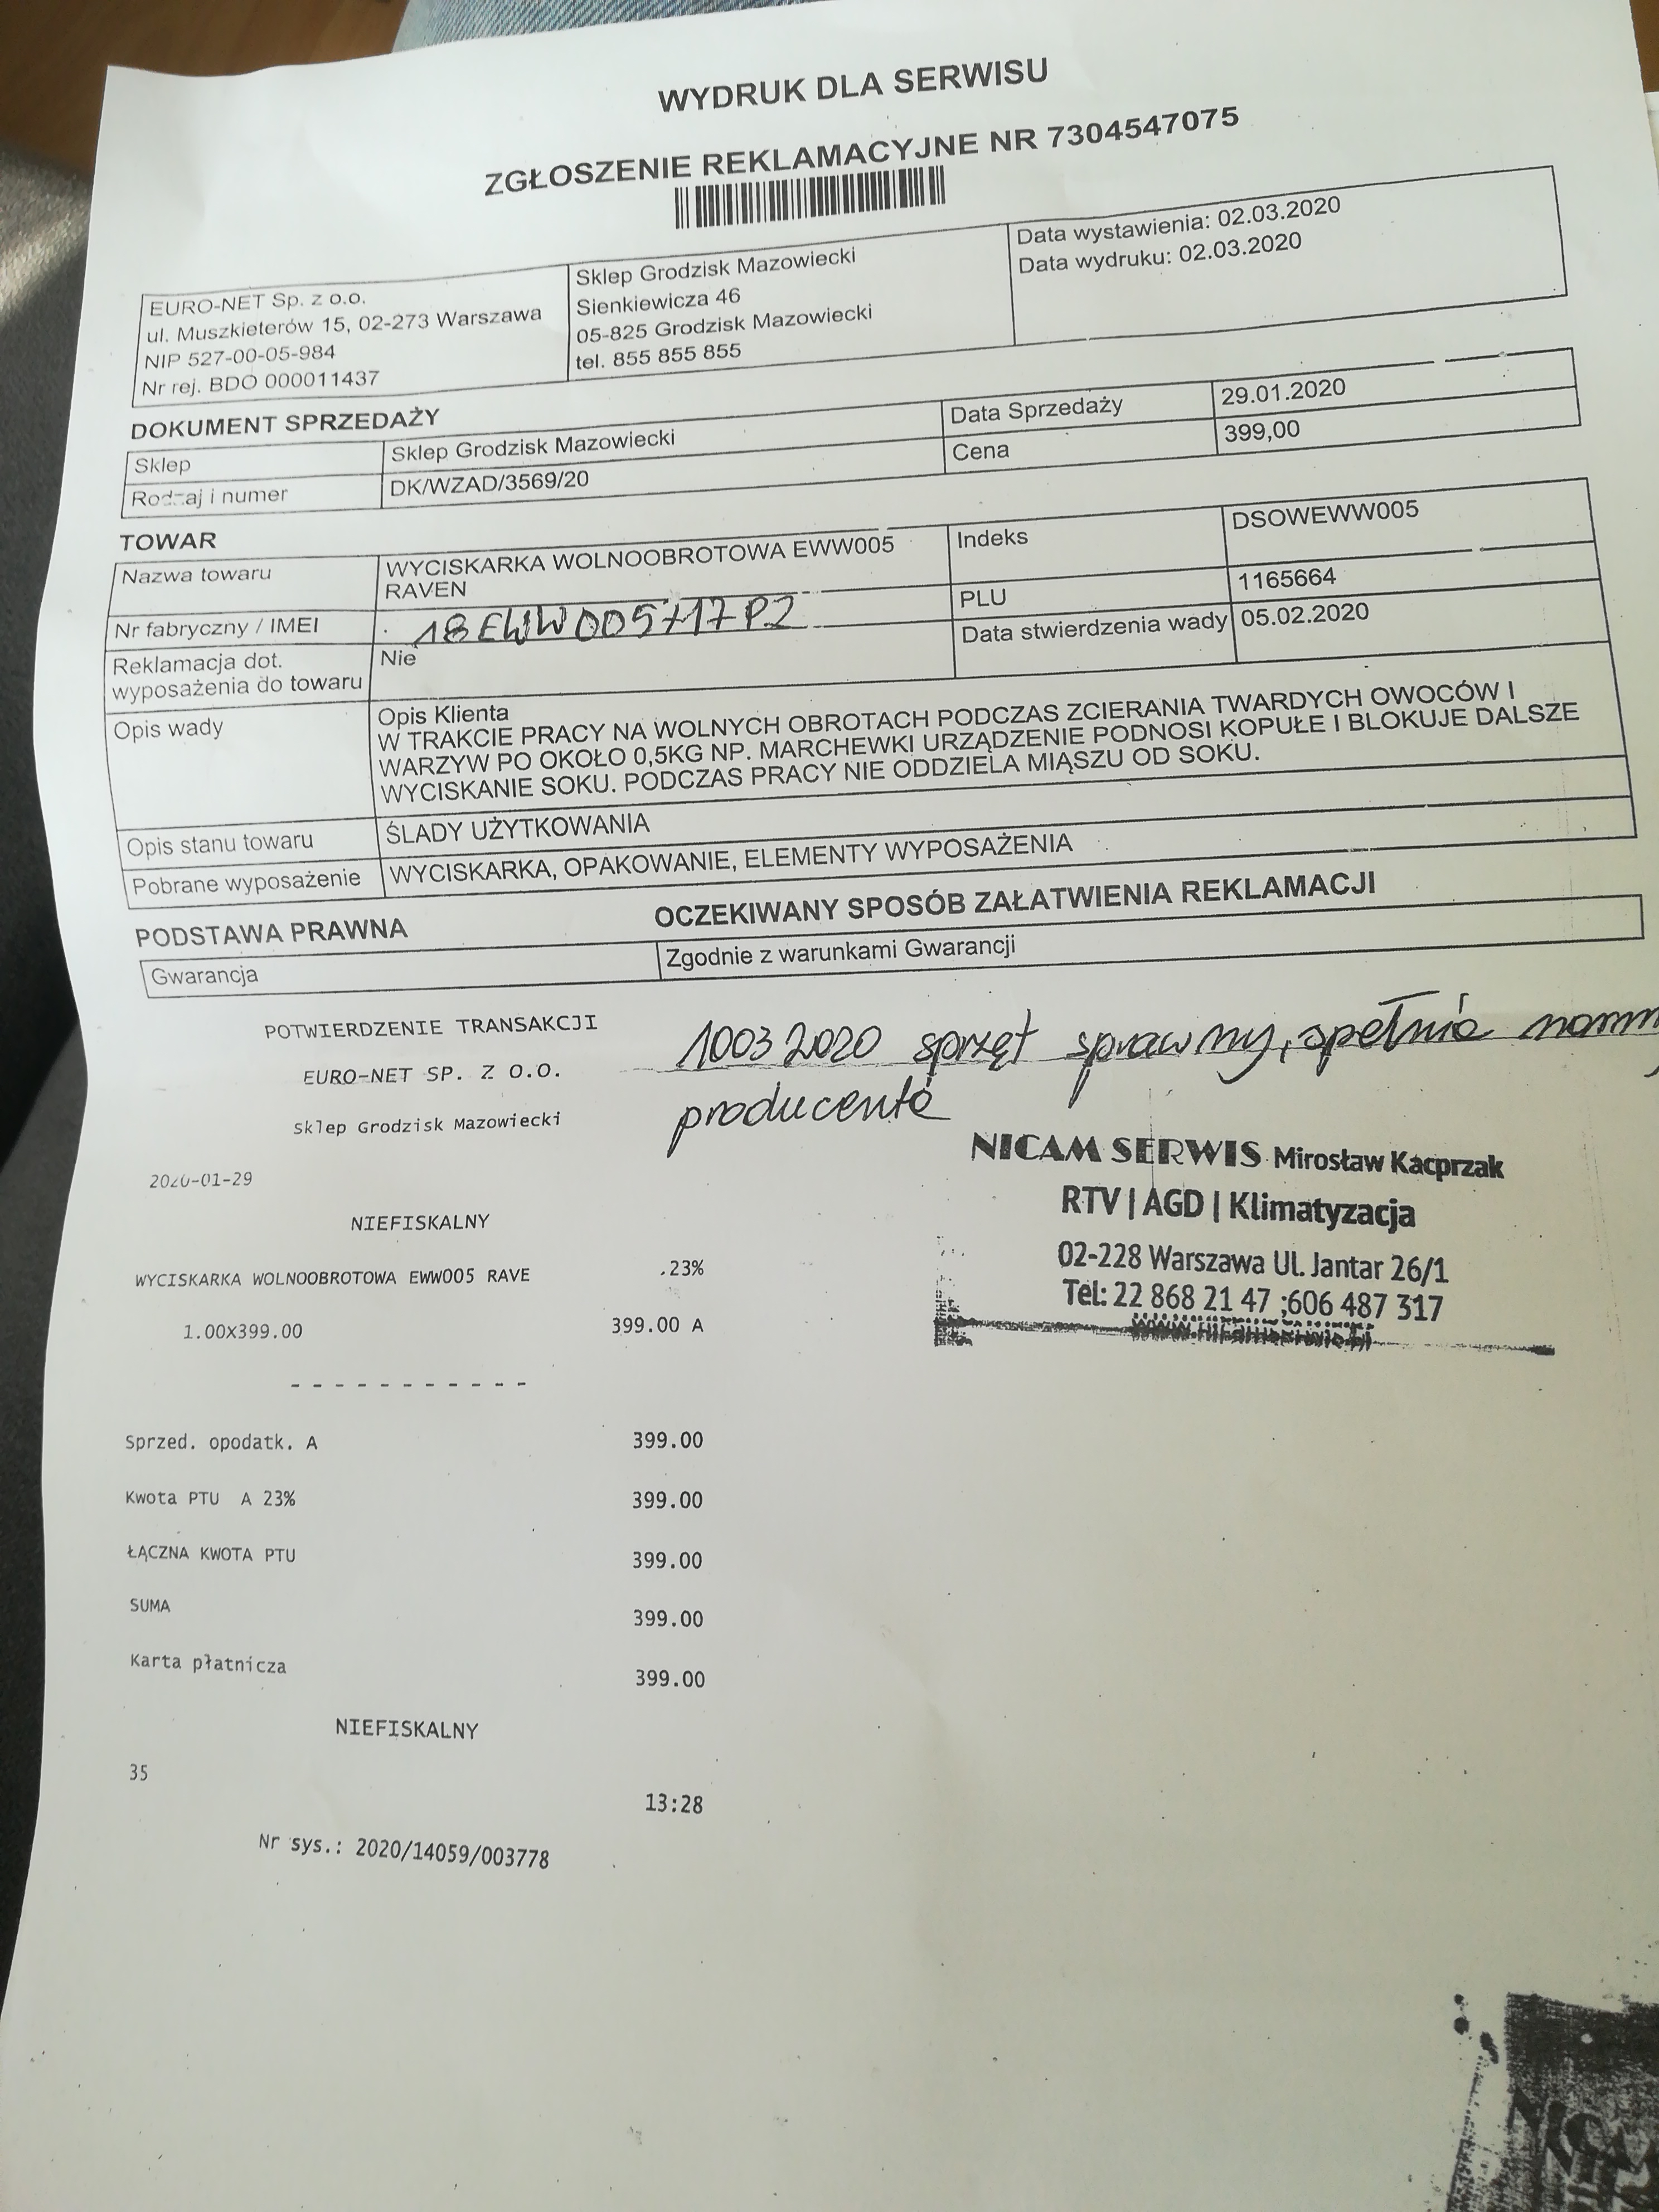 WYDRUK DLA SERWISU
ZGŁOSZENIE REKLAMACYJNE NR 7304547075
EURO-NET Sp. z o.o.
ul. Muszkieterów 15, 02-273 Warszawa
NIP 527-00-05-984
Nr rej. BDO 000011437
Sklep Grodzisk Mazowiecki
Sienkiewicza 46
05-825 Grodzisk Mazowiecki
tel. 855 855 855
Data wystawienia: 02.03.2020
Data wydruku: 02.03.2020
DOKUMENT SPRZEDAŻY
Sklep Sklep Grodzisk Mazowiecki Data Sprzedaży 29.01.2020
Rodzaj i numer DK/WZAD/3569/20 Cena 399,00
TOWAR
Nazwa towaru WYCISKARKA WOLNOOBROTOWA EWW005 Indeks DSOWEWW005
RAVEN PLU 1165664
Nr fabryczny / IMEI Data stwierdzenia wady 05.02.2020
Reklamacja dot. Nie
wyposażenia do towaru
Opis wady Opis Klienta
W TRAKCIE PRACY NA WOLNYCH OBROTACH PODCZAS ZCIERANIA TWARDYCH OWOCÓW I
WARZYW PO OKOŁO 0,5KG NP. MARCHEWKI URZĄDZENIE PODNOSI KOPUŁE I BLOKUJE DALSZE
WYCISKANIE SOKU. PODCZAS PRACY NIE ODDZIELA MIĄSZU OD SOKU.
Opis stanu towaru ŚLADY UŻYTKOWANIA
Pobrane wyposażenie WYCISKARKA, OPAKOWANIE, ELEMENTY WYPOSAŻENIA
PODSTAWA PRAWNA OCZEKIWANY SPOSÓB ZAŁATWIENIA REKLAMACJI
Gwarancja Zgodnie z warunkami Gwarancji
10032020 sprzęt sprawny, spełnia
producenta
NICAM SERWIS Mirosław Kacprzak
RTV | AGD | Klimatyzacja
02-228 Warszawa Ul. Jantar 26/1
Tel: 22 868 21 47 ;606 487 317
POTWIERDZENIE TRANSAKCJI
EURO-NET SP. Z O.O.
Sklep Grodzisk Mazowiecki
2020-01-29
NIEFISKALNY
WYCISKARKA WOLNOOBROTOWA EWW005 RAVE .23%
1.00X399.00 399.00 A
- - - - - - - - - - -
Sprzed. opodatk. A 399.00
Kwota PTU A 23% 399.00
ŁĄCZNA KWOTA PTU 399.00
SUMA 399.00
Karta płatnicza 399.00
NIEFISKALNY
35
13:28
Nr sys.: 2020/14059/003778